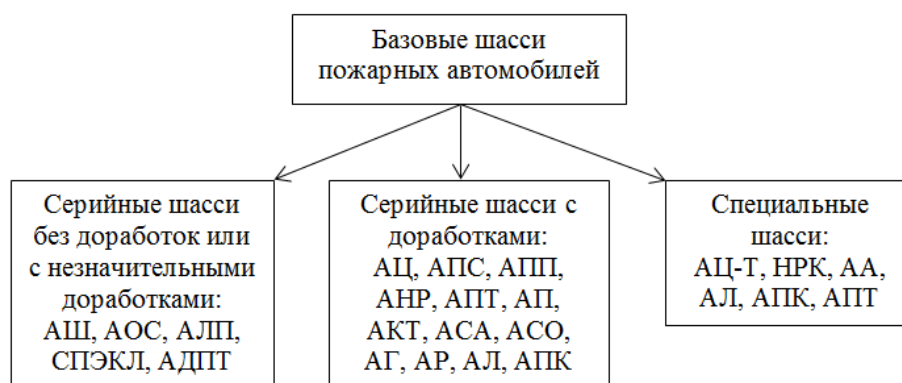 Базовые шасси
пожарных автомобилей
Серийные шасси
без доработок или
с незначительными
доработками:
АШ, АОС, АЛП,
СПЭКЛ, АДПТ
Серийные шасси с
доработками:
АЦ, АПС, АПП,
АНР, АПТ, АП,
АКТ, АСА, АСО,
АГ, АР, АЛ, АПК
Специальные
шасси:
АЦ-Т, НРК, АА,
АЛ, АПК, АПТ